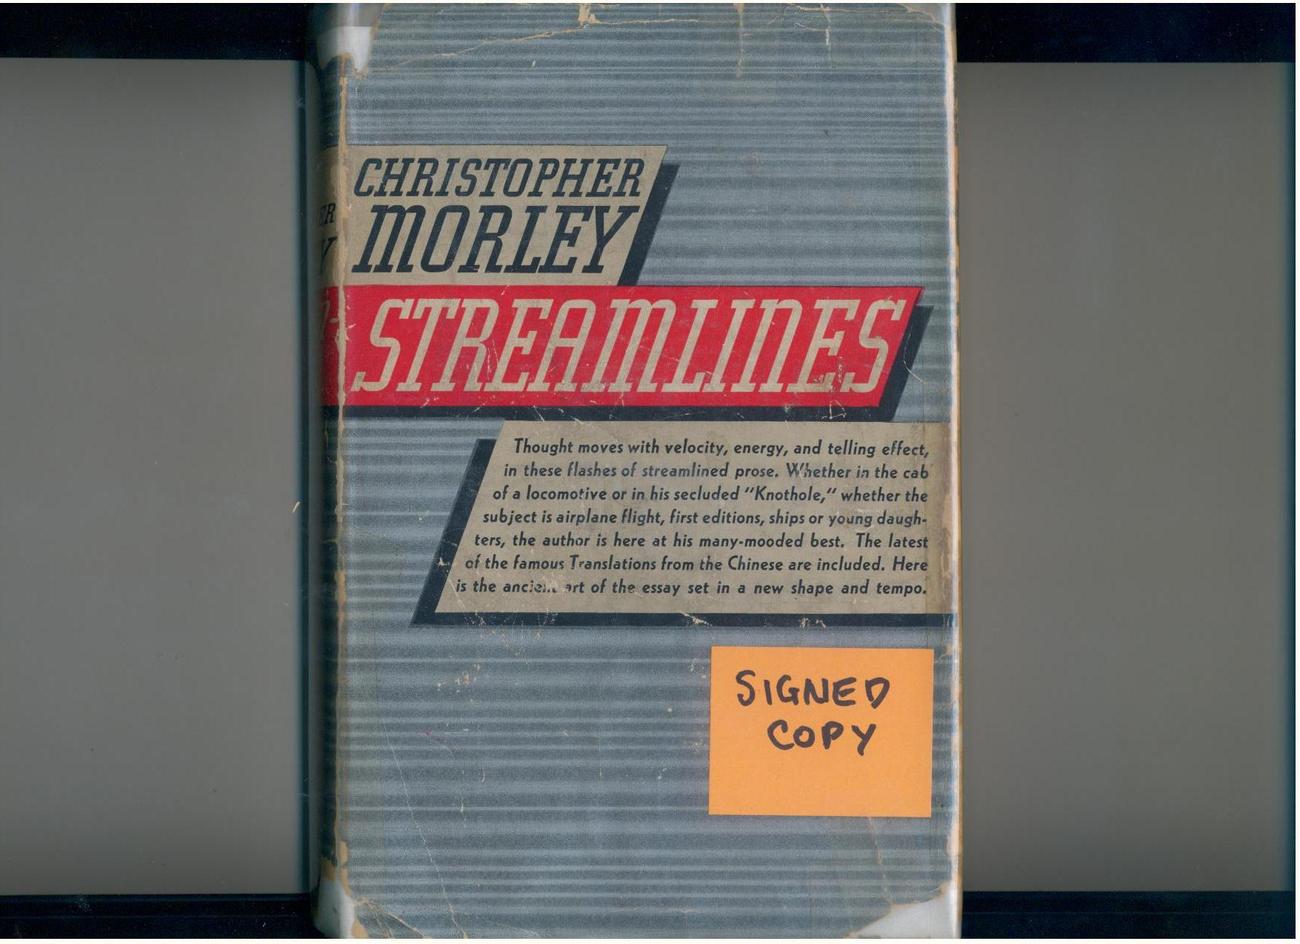 CHRISTOPHER
MORLEY
STREAMLINES
Thought moves with velocity, energy, and telling effect,
in these flashes of streamlined prose. Whether in the cab
of a locomotive or in his secluded "Knothole," whether the
subject is airplane flight, first editions, ships or young daugh-
ters, the author is here at his many-mooded best. The latest
of the famous Translations from the Chinese are included. Here
is the ancient art of the essay set in a new shape and tempo.
SIGNED
COPY